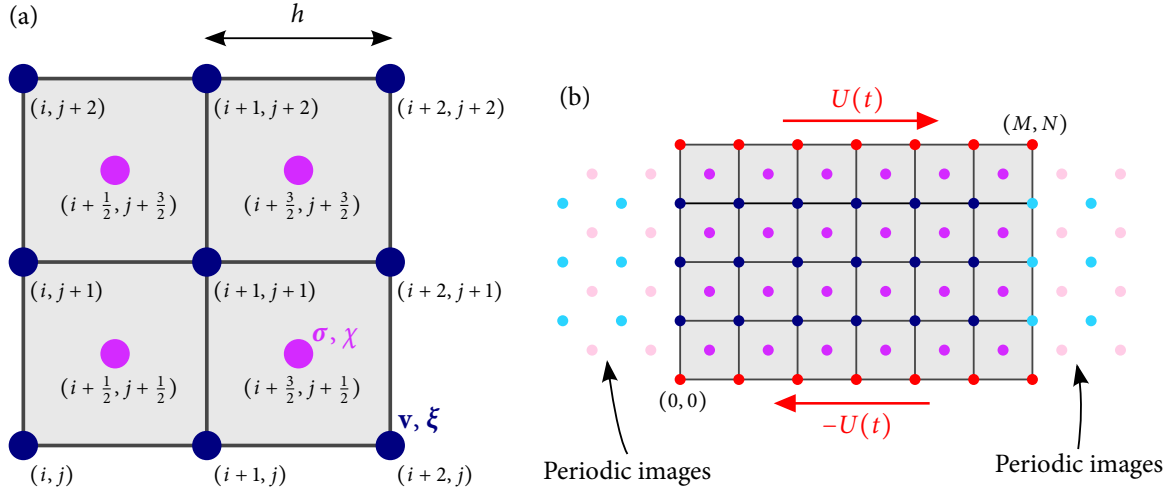 (a)
h
(i, j+2)
(i+1, j+2)
(i+2, j+2)
(i+½, j+3/2)
(i+3/2, j+3/2)
(i, j+1)
(i+1, j+1)
(i+2, j+1)
σ, χ
(i+½, j+½)
(i+3/2, j+½)
v, ξ
(i, j)
(i+1, j)
(i+2, j)
(b)
U(t)
(M, N)
(0, 0)
−U(t)
Periodic images
Periodic images